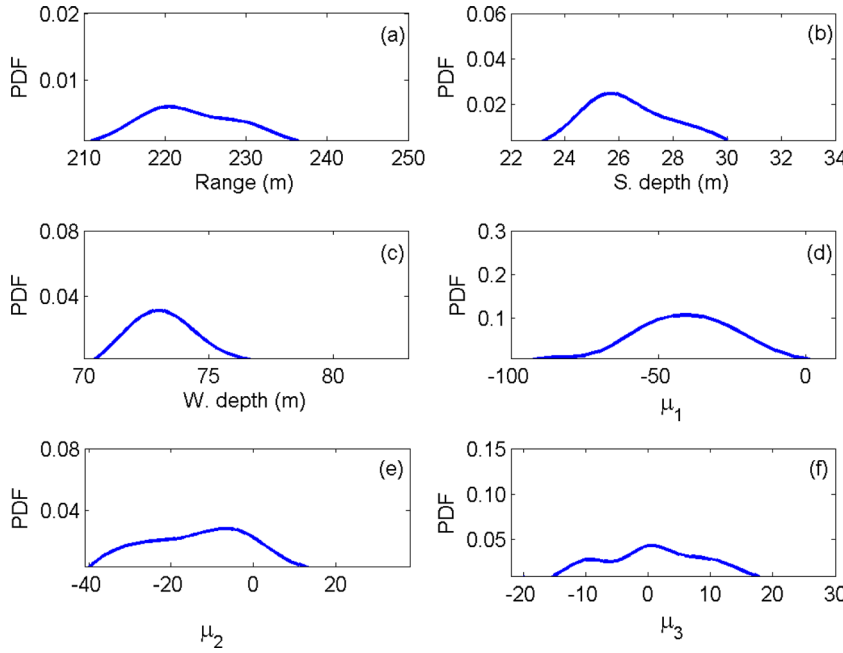 PDF
0.02
0.01
(a)
210 220 230 240 250
Range (m)
PDF
0.06
0.04
0.02
(b)
22 24 26 28 30 32 34
S. depth (m)
PDF
0.08
0.04
(c)
70 75 80
W. depth (m)
PDF
0.3
0.2
0.1
(d)
-100 -50 0
μ1
PDF
0.08
0.04
(e)
-40 -20 0 20
μ2
PDF
0.15
0.10
0.05
(f)
-20 -10 0 10 20 30
μ3